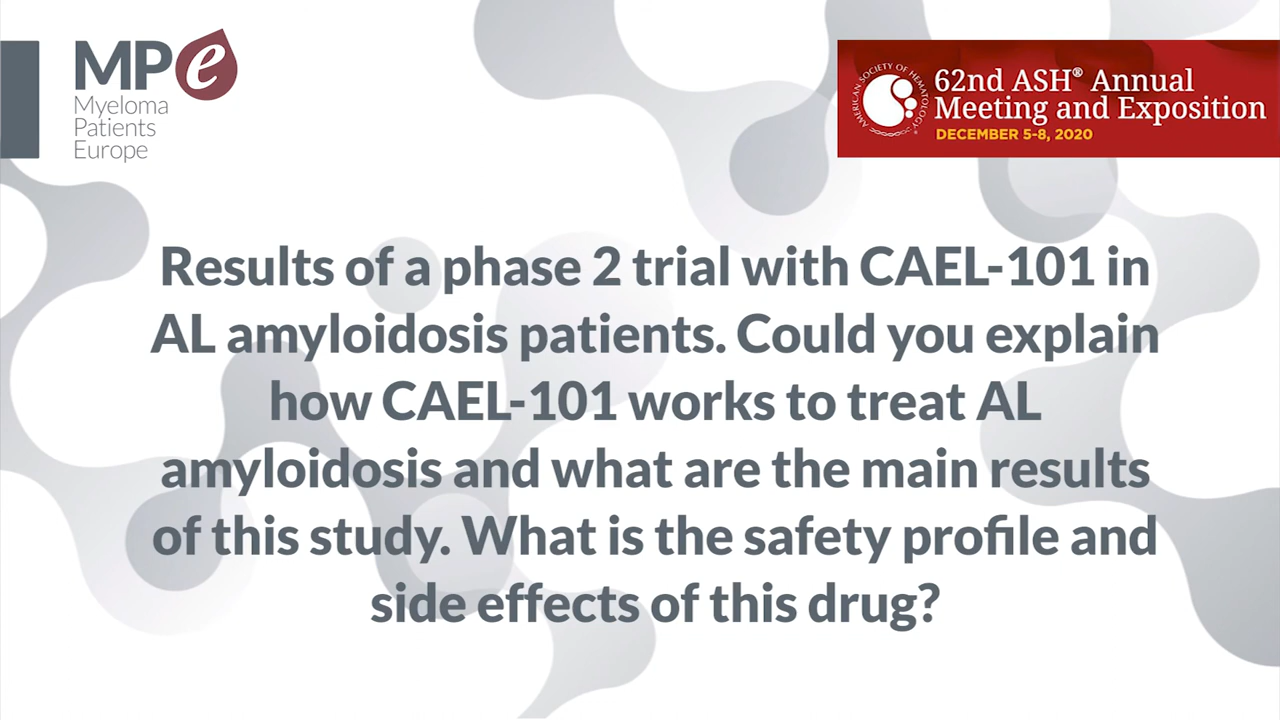 MPe
Myeloma
Patients
Europe
AMERICAN SOCIETY OF HEMATOLOGY
62nd ASH® Annual
Meeting and Exposition
DECEMBER 5-8, 2020
Results of a phase 2 trial with CAEL-101 in
AL amyloidosis patients. Could you explain
how CAEL-101 works to treat AL
amyloidosis and what are the main results
of this study. What is the safety profile and
side effects of this drug?